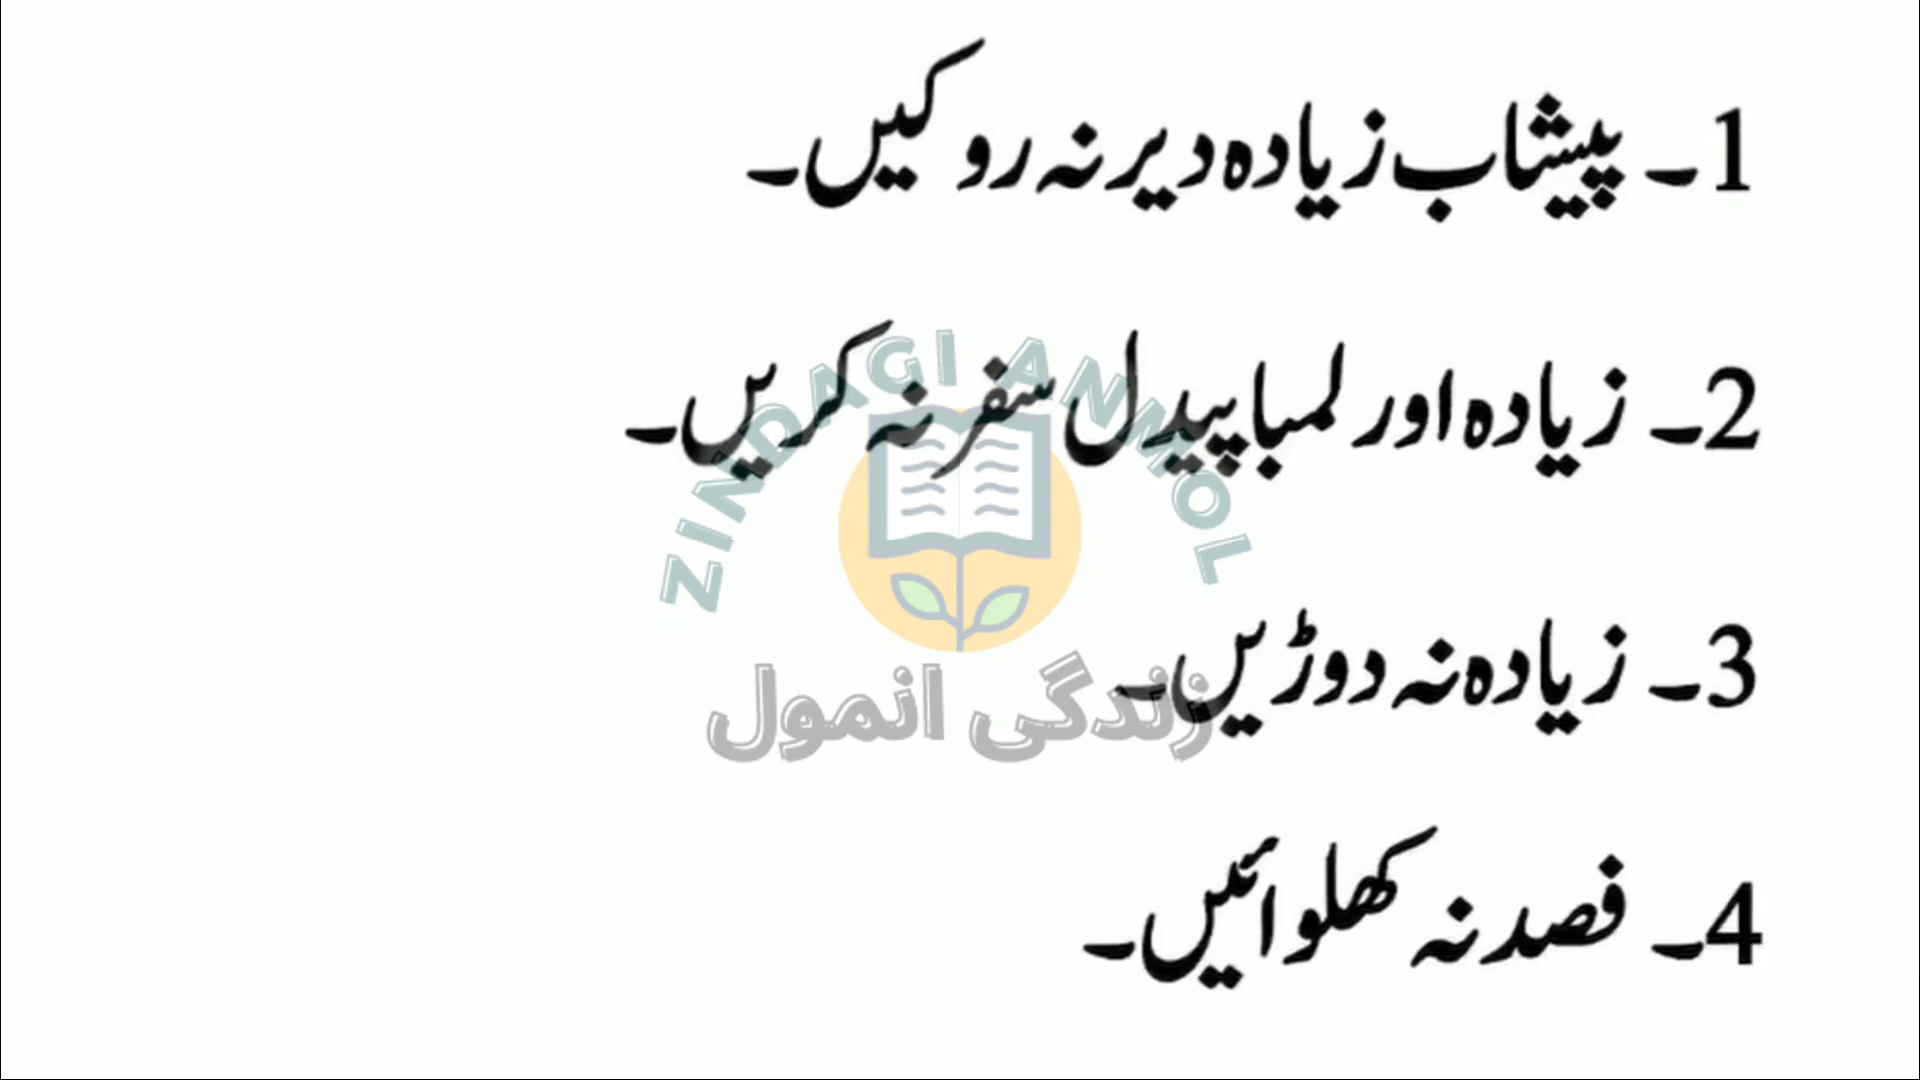 1۔ پیشاب زیادہ دیر نہ روکیں۔
2۔ زیادہ اور لمبا پیدل سفر نہ کریں۔
ZINDAGI ANMOL
3۔ زیادہ نہ دوڑیں۔
زندگی انمول
4۔ فصد نہ کھلوائیں۔